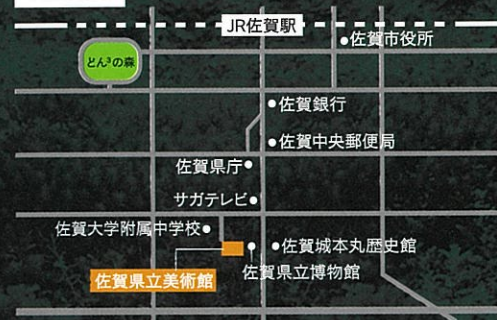 JR佐賀駅
佐賀市役所
どん³の森
佐賀銀行
佐賀中央郵便局
佐賀県庁
サガテレビ
佐賀大学附属中学校
佐賀城本丸歴史館
佐賀県立博物館
佐賀県立美術館